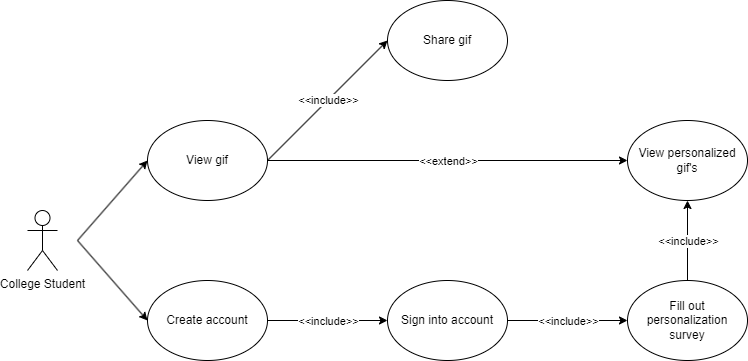 Share gif
<<include>>
View gif
<<extend>>
View personalized
gif's
College Student
<<include>>
Create account
<<include>>
Sign into account
<<include>>
Fill out
personalization
survey